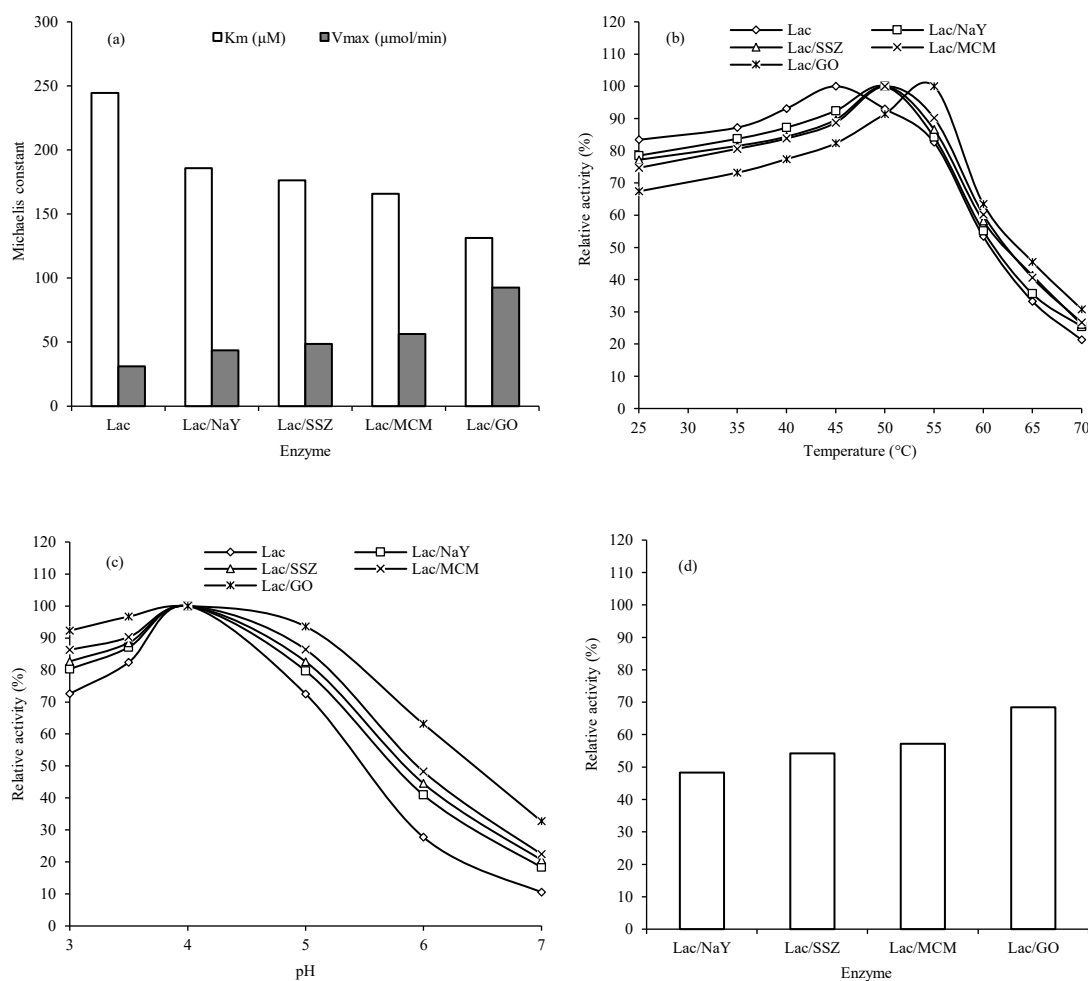 300
250
200
150
100
50
0
(a)
Km (μM) Vmax (μmol/min)
Michaelis constant
Lac Lac/NaY Lac/SSZ Lac/MCM Lac/GO
Enzyme
120
110
100
90
80
70
60
50
40
30
20
10
0
(b)
Lac Lac/NaY
Lac/SSZ Lac/MCM
Lac/GO
Relative activity (%)
25 30 35 40 45 50 55 60 65 70
Temperature (°C)
120
110
100
90
80
70
60
50
40
30
20
10
0
(c)
Lac Lac/NaY
Lac/SSZ Lac/MCM
Lac/GO
Relative activity (%)
3 4 5 6 7
pH
120
110
100
90
80
70
60
50
40
30
20
10
0
(d)
Relative activity (%)
Lac/NaY Lac/SSZ Lac/MCM Lac/GO
Enzyme